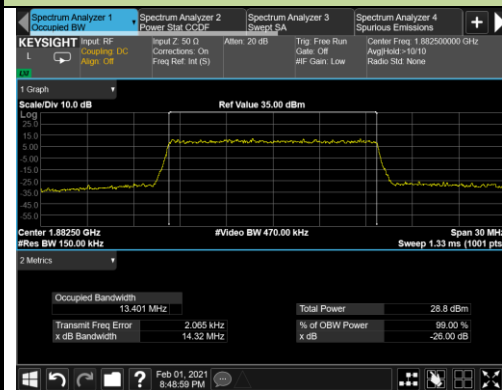 Spectrum Analyzer 1
Occupied BW
Spectrum Analyzer 2
Power Stat CCDF
Spectrum Analyzer 3
Swept SA
Spectrum Analyzer 4
Spurious Emissions
KEYSIGHT
L
Input: RF
Coupling: DC
Align: Off
Input Z: 50 Ω
Corrections: On
Freq Ref: Int (S)
Atten: 20 dB
Trig: Free Run
Gate: Off
#IF Gain: Low
Center Freq: 1.882500000 GHz
Avg|Hold:>10/10
Radio Std: None
1 Graph
Scale/Div 10.0 dB
Ref Value 35.00 dBm
Log
25.0
15.0
5.00
-5.00
-15.0
-25.0
-35.0
-45.0
-55.0
Center 1.88250 GHz
#Video BW 470.00 kHz
Span 30 MHz
#Res BW 150.00 kHz
Sweep 1.33 ms (1001 pts)
2 Metrics
Occupied Bandwidth
13.401 MHz
Total Power
28.8 dBm
Transmit Freq Error
2.065 kHz
% of OBW Power
99.00 %
x dB Bandwidth
14.32 MHz
x dB
-26.00 dB
Feb 01, 2021
8:48:59 PM